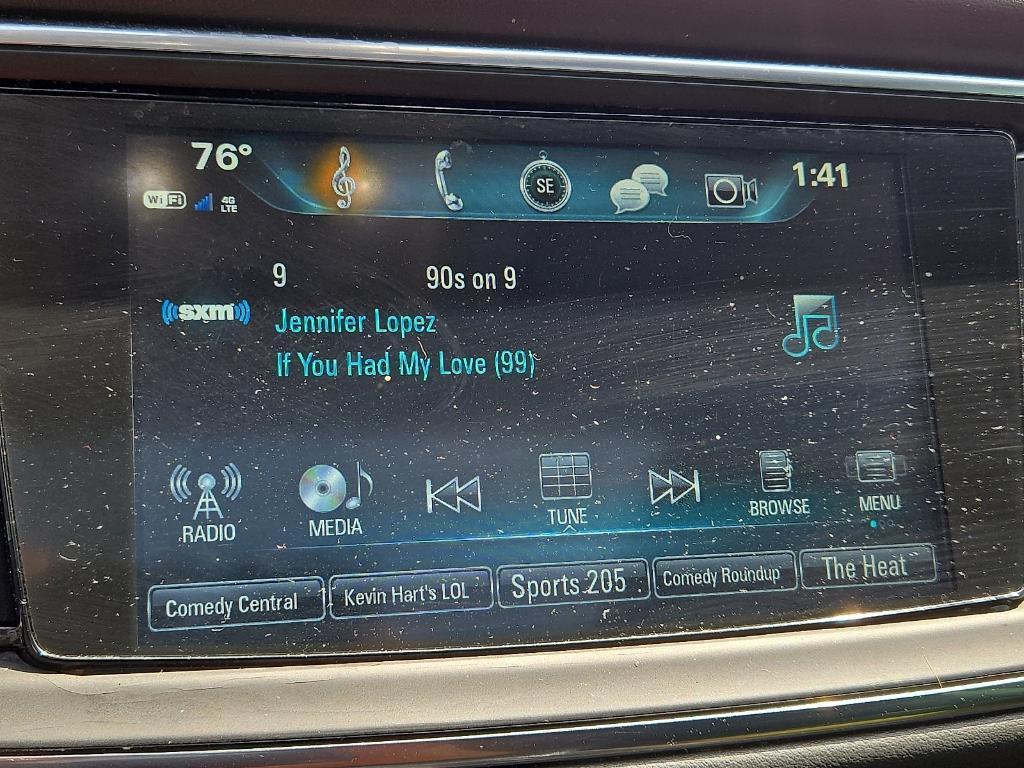 76°
1:41
WiFi
4G
LTE
SE
9
90s on 9
sxm
Jennifer Lopez
If You Had My Love (99)
RADIO
MEDIA
TUNE
BROWSE
MENU
Comedy Central
Kevin Hart's LOL
Sports 205
Comedy Roundup
The Heat